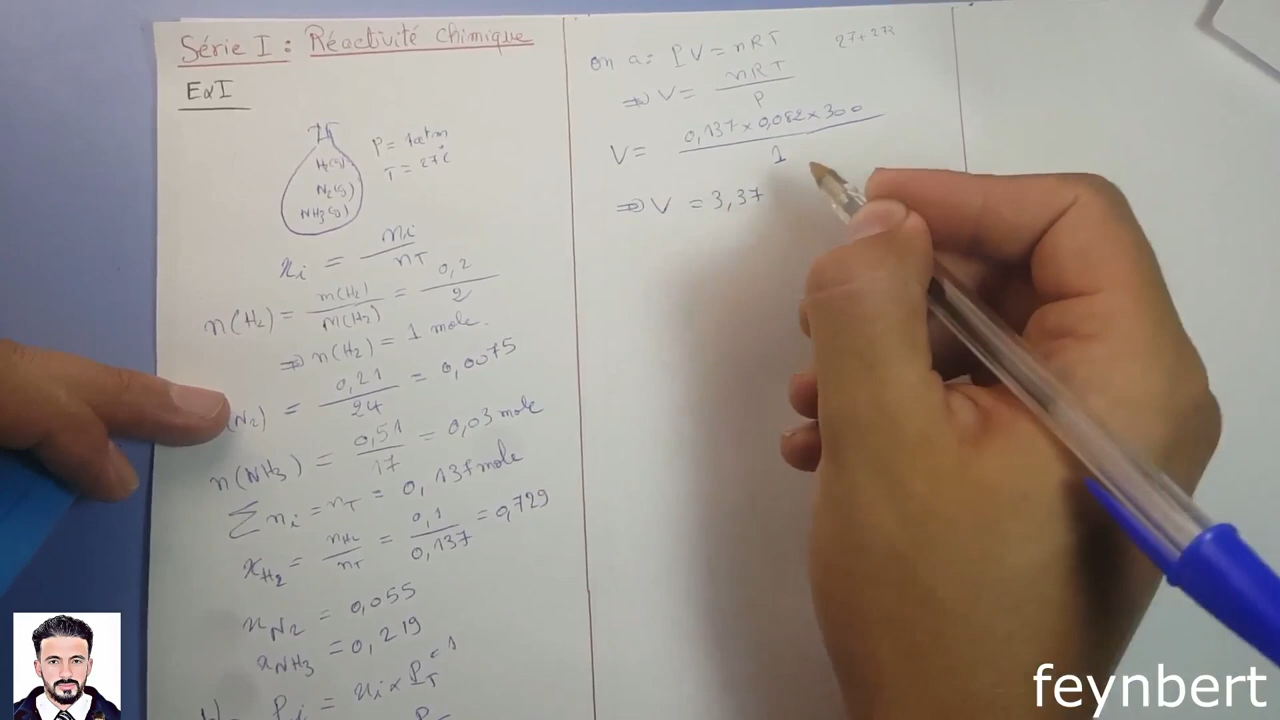 Série I : Réactivité chimique
Ex I
H₂(g)
N₂(g)
NH₃(g)
P = 1atm
T = 27°C
xi = ni / nT
n(H₂) = m(H₂) / M(H₂) = 0,2 / 2
⇒ n(H₂) = 1 mole.
(N₂) = 0,21 / 24 = 0,0075
n(NH₃) = 0,51 / 17 = 0,03 mole
∑ni = nT = 0,137 mole
xH₂ = nH₂ / nT = 0,1 / 0,137 = 0,729
xN₂ = 0,055
xNH₃ = 0,219
Pi = xi × PT = 1
on a: PV = nRT
27+273
⇒ V = nRT / P
V = 0,137 × 0,082 × 300 / 1
⇒ V = 3,37
feynbert